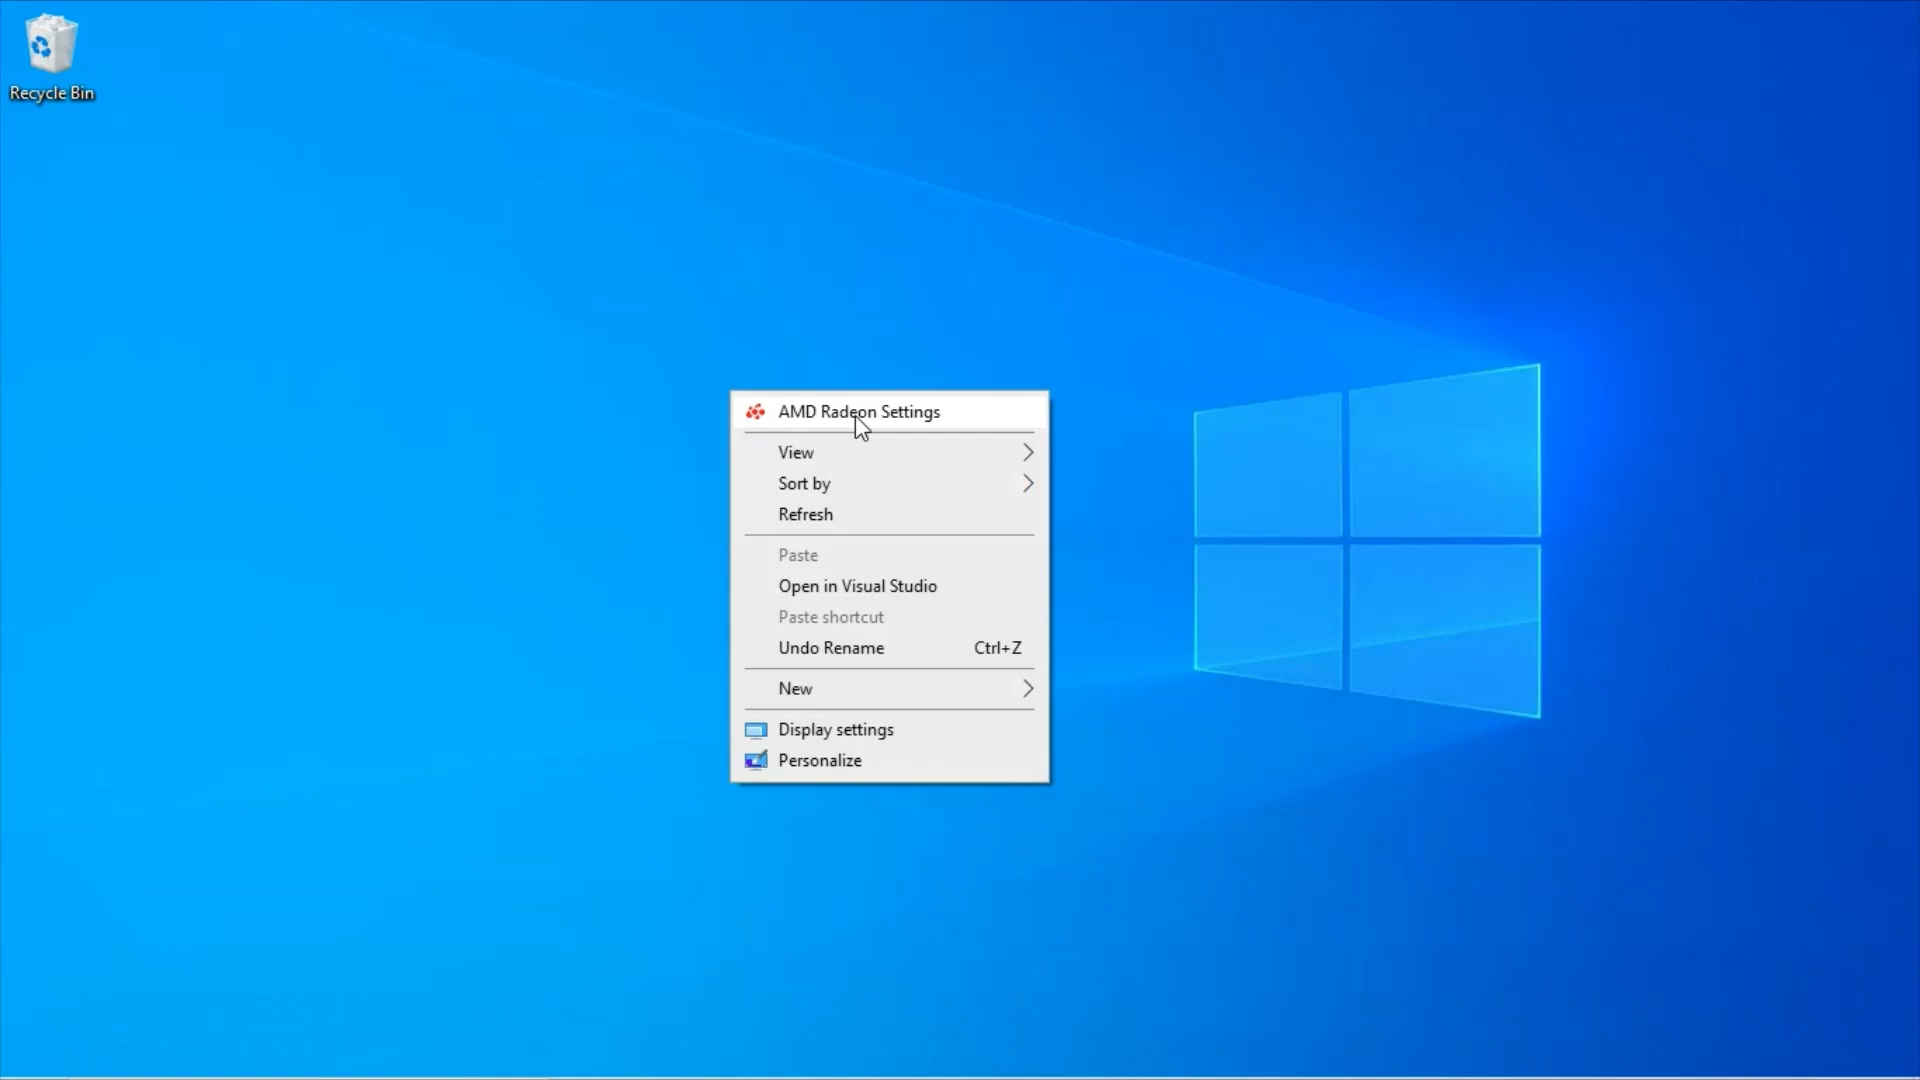 Recycle Bin
AMD Radeon Settings
View
Sort by
Refresh
Paste
Open in Visual Studio
Paste shortcut
Undo Rename Ctrl+Z
New
Display settings
Personalize